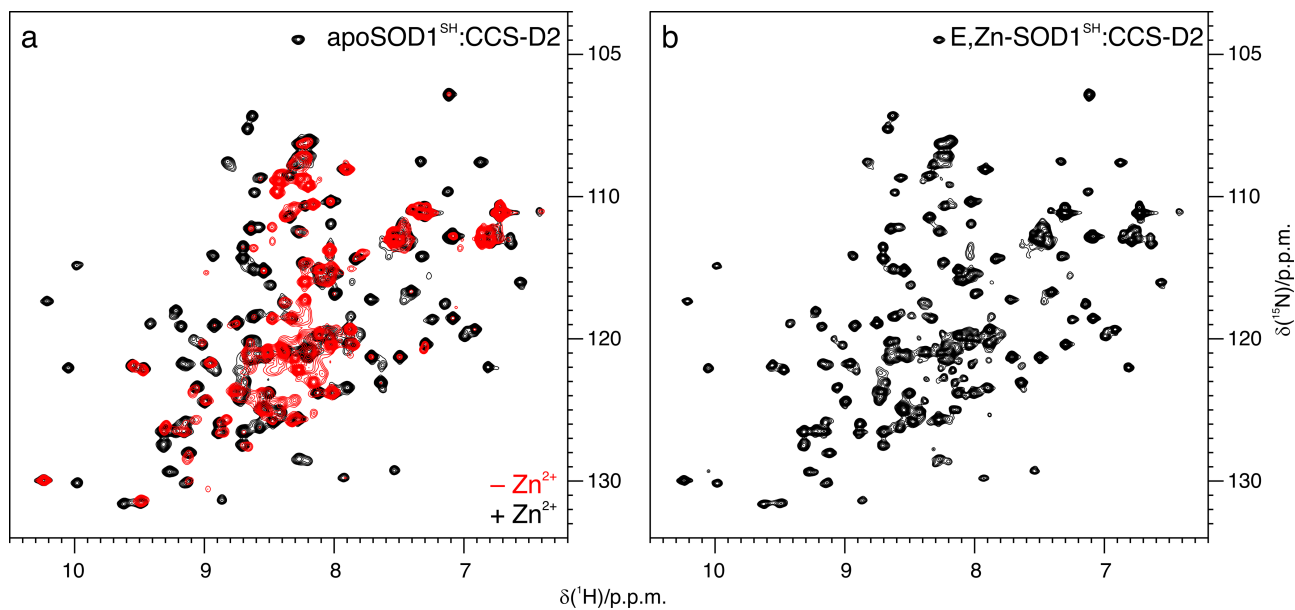 a
apoSOD1SH:CCS-D2
b
E,Zn-SOD1SH:CCS-D2
105
110
115
120
125
130
δ(15N)/p.p.m.
– Zn2+
+ Zn2+
10
9
8
7
105
110
115
120
125
130
δ(15N)/p.p.m.
10
9
8
7
δ(1H)/p.p.m.